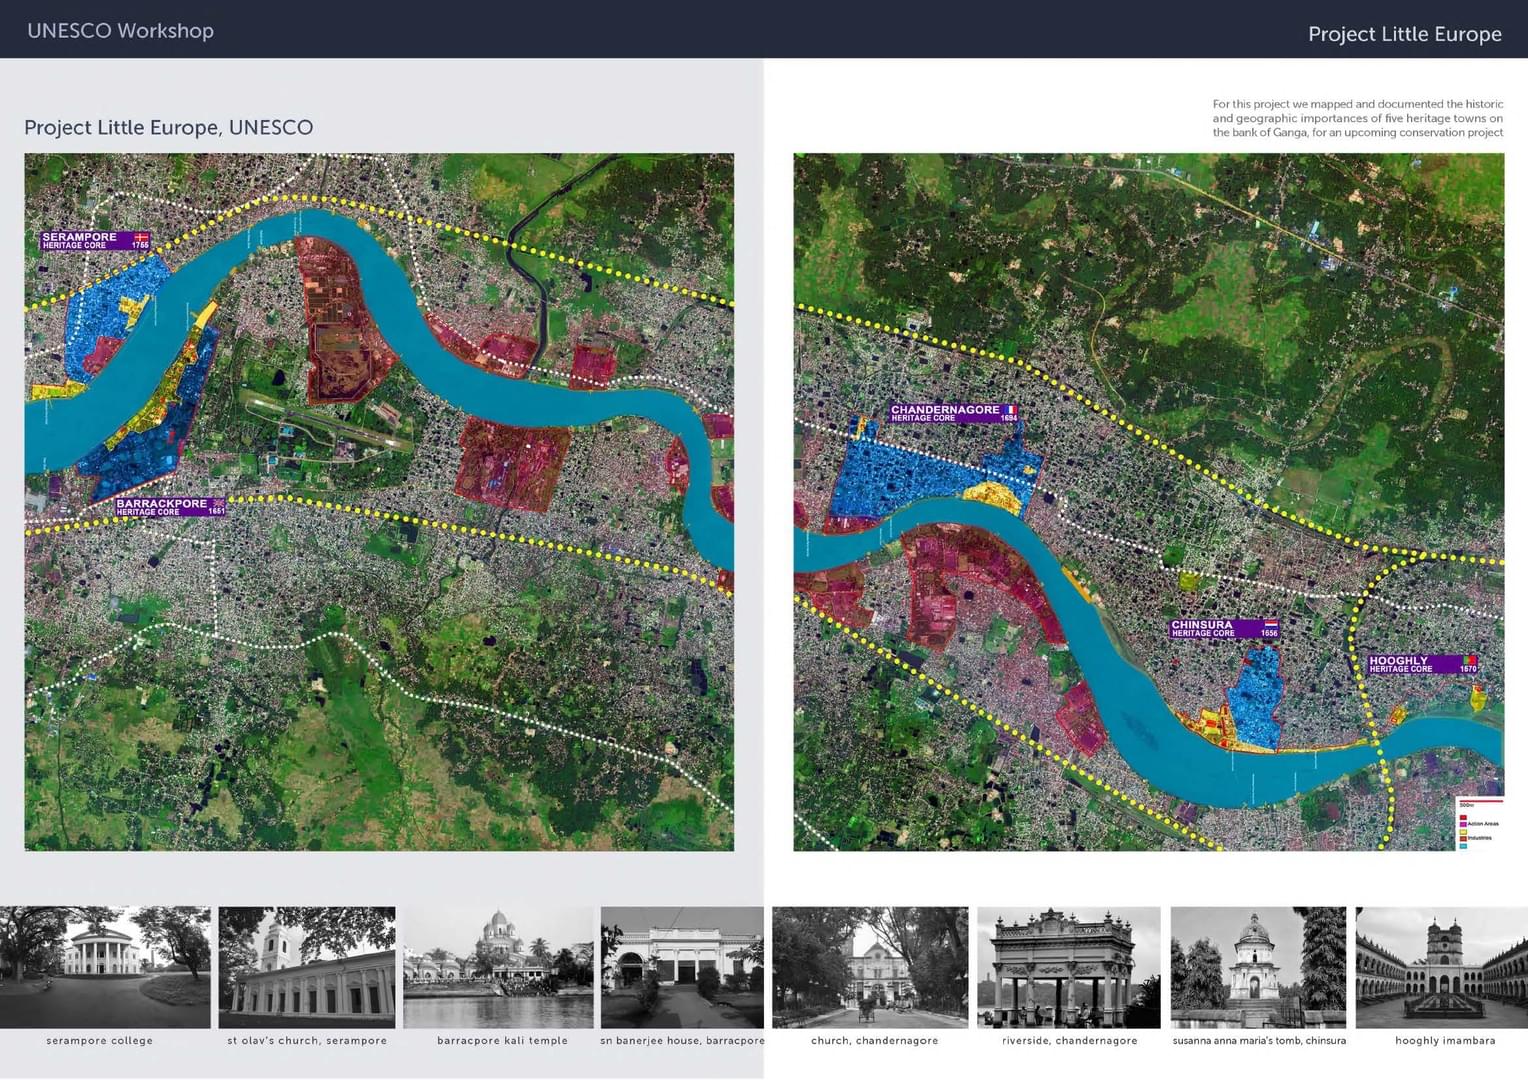 UNESCO Workshop
Project Little Europe
Project Little Europe, UNESCO
For this project we mapped and documented the historic
and geographic importances of five heritage towns on
the bank of Ganga, for an upcoming conservation project
SERAMPORE
HERITAGE CORE 1755
BARRACKPORE
HERITAGE CORE 1651
CHANDERNAGORE
HERITAGE CORE 1694
CHINSURA
HERITAGE CORE 1656
HOOGHLY
HERITAGE CORE 1670
500m
Action Areas
Industries
serampore college
st olav's church, serampore
barracpore kali temple
sn banerjee house, barracpore
church, chandernagore
riverside, chandernagore
susanna anna maria's tomb, chinsura
hooghly imambara